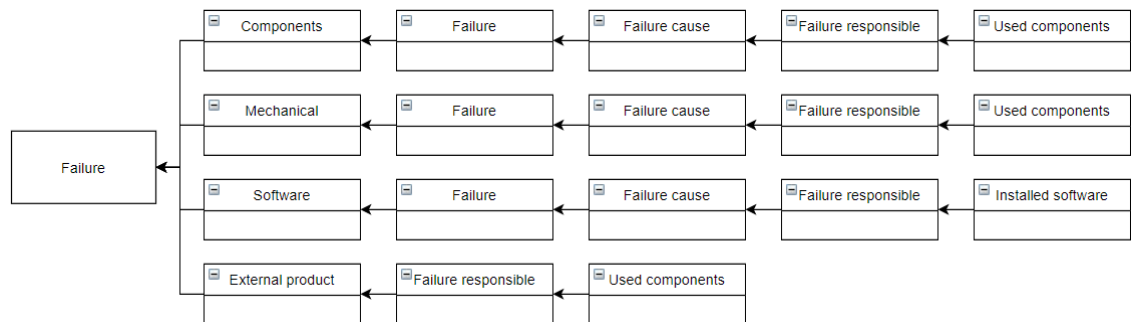 Components
Failure
Failure cause
Failure responsible
Used components
Mechanical
Failure
Failure cause
Failure responsible
Used components
Failure
Software
Failure
Failure cause
Failure responsible
Installed software
External product
Failure responsible
Used components